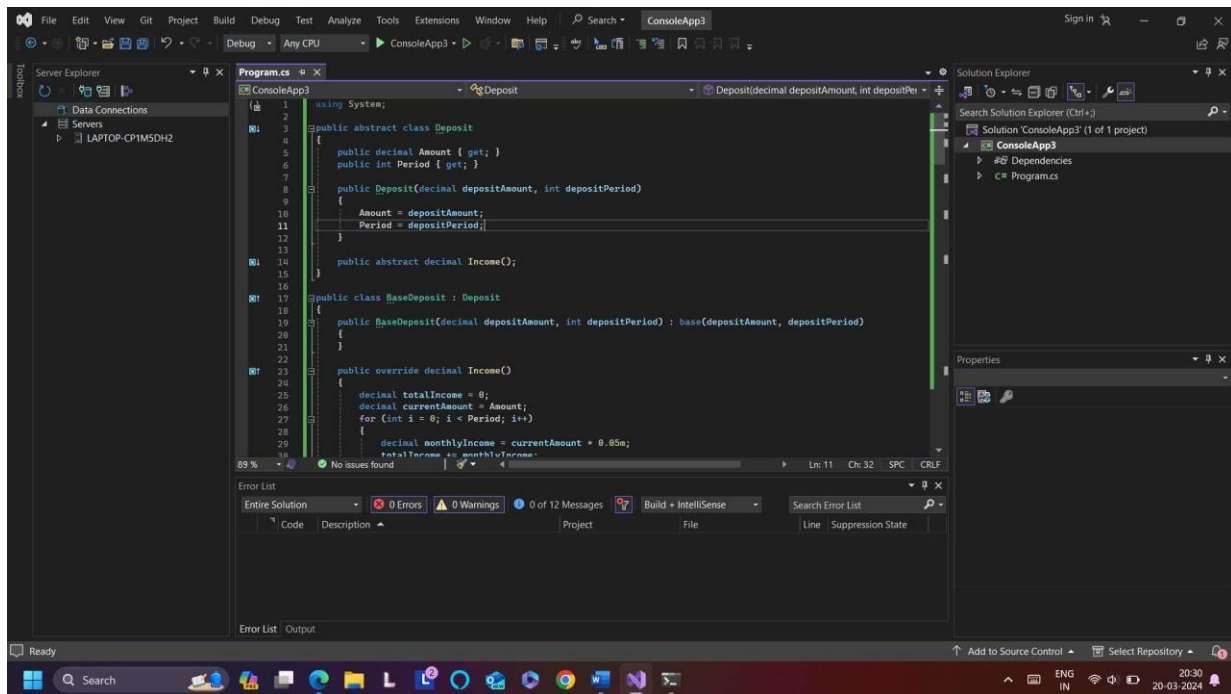 File Edit View Git Project Build Debug Test Analyze Tools Extensions Window Help Search ConsoleApp3 Sign in
Debug Any CPU ConsoleApp3
Toolbox
Server Explorer
Data Connections
Servers
LAPTOP-CP1M5DH2
Program.cs
ConsoleApp3 Deposit Deposit(decimal depositAmount, int depositPer
1 using System;
2
3 public abstract class Deposit
4 {
5 public decimal Amount { get; }
6 public int Period { get; }
7
8 public Deposit(decimal depositAmount, int depositPeriod)
9 {
10 Amount = depositAmount;
11 Period = depositPeriod;
12 }
13
14 public abstract decimal Income();
15 }
16
17 public class BaseDeposit : Deposit
18 {
19 public BaseDeposit(decimal depositAmount, int depositPeriod) : base(depositAmount, depositPeriod)
20 {
21 }
22
23 public override decimal Income()
24 {
25 decimal totalIncome = 0;
26 decimal currentAmount = Amount;
27 for (int i = 0; i < Period; i++)
28 {
29 decimal monthlyIncome = currentAmount * 0.05m;
30 totalIncome += monthlyIncome;
89 % No issues found Ln: 11 Ch: 32 SPC CRLF
Error List
Entire Solution 0 Errors 0 Warnings 0 of 12 Messages Build + IntelliSense Search Error List
Code Description Project File Line Suppression State
Error List Output
Solution Explorer
Search Solution Explorer (Ctrl+;)
Solution 'ConsoleApp3' (1 of 1 project)
ConsoleApp3
Dependencies
C# Program.cs
Properties
Ready Add to Source Control Select Repository
Search ENG IN 20:30 20-03-2024